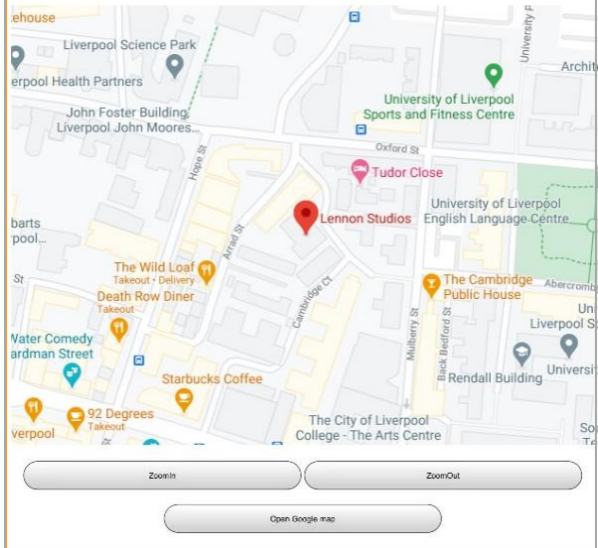 ehouse
Liverpool Science Park
University P
erpool Health Partners
Archit
University of Liverpool
Sports and Fitness Centre
John Foster Building,
Liverpool John Moores...
Oxford St
Hope St
Tudor Close
Lennon Studios
University of Liverpool
English Language Centre
barts
pool...
Arrad St
The Wild Loaf
Takeout • Delivery
St
Death Row Diner
Takeout
Cambridge Ct
The Cambridge
Public House
Abercromb
Un
Liverpool S
Mulberry St
Back Bedford St
Water Comedy
ardman Street
Starbucks Coffee
Rendall Building
Universi
92 Degrees
Takeout
verpool
The City of Liverpool
College - The Arts Centre
So
Te
ZoomIn
ZoomOut
Open Google map